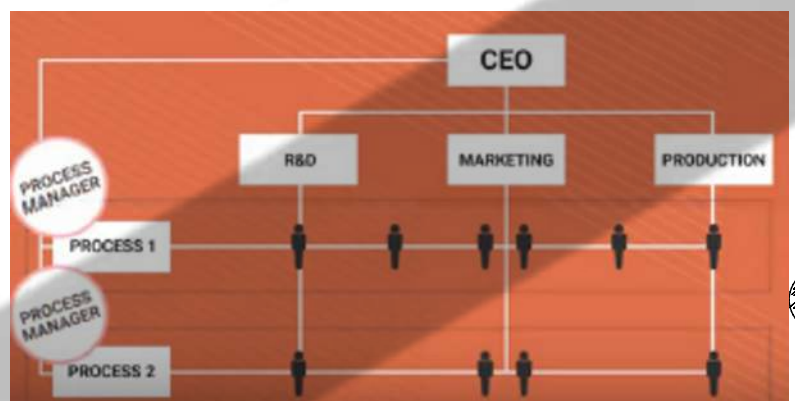 CEO
R&D
MARKETING
PRODUCTION
PROCESS
MANAGER
PROCESS 1
PROCESS
MANAGER
PROCESS 2